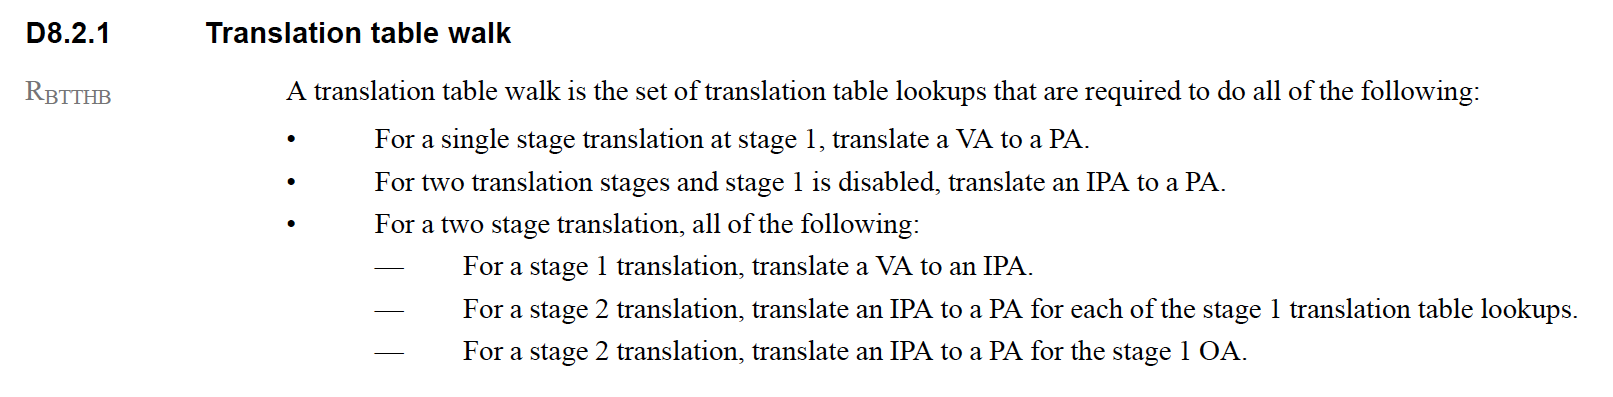 D8.2.1 Translation table walk
RBTTHB A translation table walk is the set of translation table lookups that are required to do all of the following:
• For a single stage translation at stage 1, translate a VA to a PA.
• For two translation stages and stage 1 is disabled, translate an IPA to a PA.
• For a two stage translation, all of the following:
— For a stage 1 translation, translate a VA to an IPA.
— For a stage 2 translation, translate an IPA to a PA for each of the stage 1 translation table lookups.
— For a stage 2 translation, translate an IPA to a PA for the stage 1 OA.